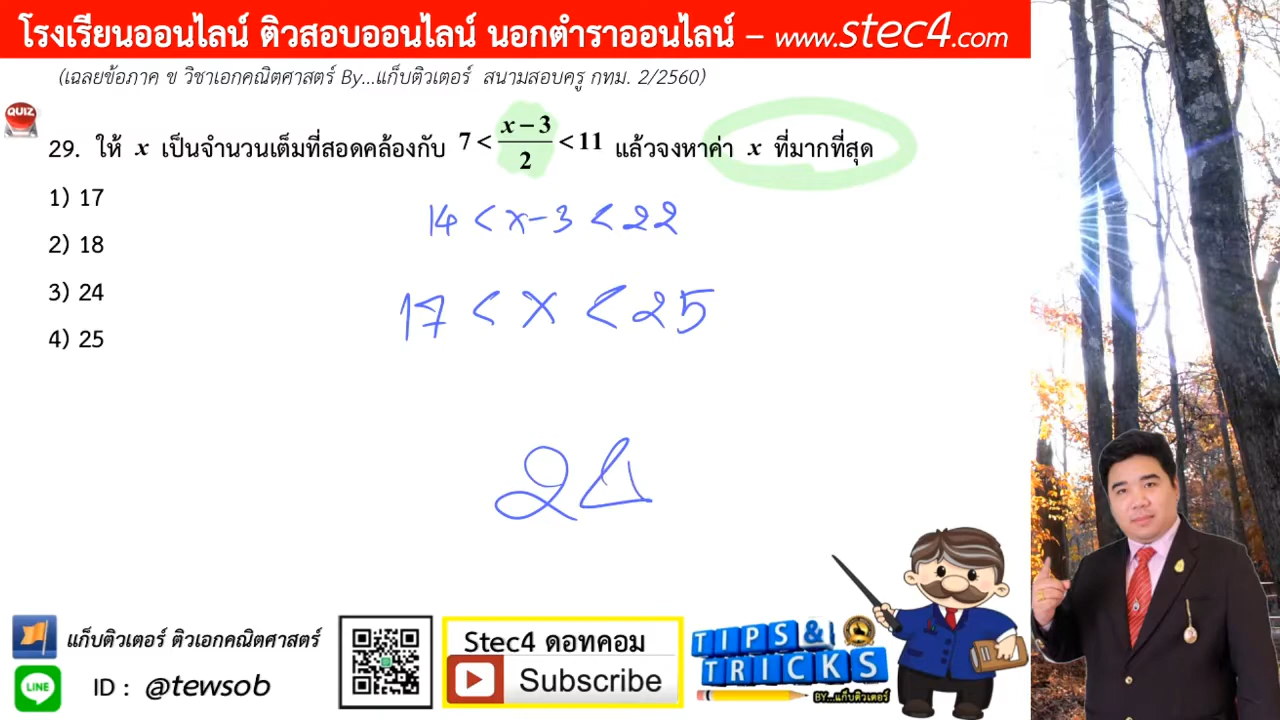 โรงเรียนออนไลน์ ติวสอบออนไลน์ นอกตำราออนไลน์ – www.stec4.com
(เฉลยข้อภาค ข วิชาเอกคณิตศาสตร์ By...แก็บติวเตอร์ สนามสอบครู กทม. 2/2560)
QUIZ
29. ให้ x เป็นจำนวนเต็มที่สอดคล้องกับ 7 < (x – 3)/2 < 11 แล้วจงหาค่า x ที่มากที่สุด
1) 17
2) 18
3) 24
4) 25
14 < x – 3 < 22
17 < x < 25
24
แก็บติวเตอร์ ติวเอกคณิตศาสตร์
LINE
ID : @tewsob
Stec4 ดอทคอม
Subscribe
TIPS &
TRICKS
BY...แก็บติวเตอร์